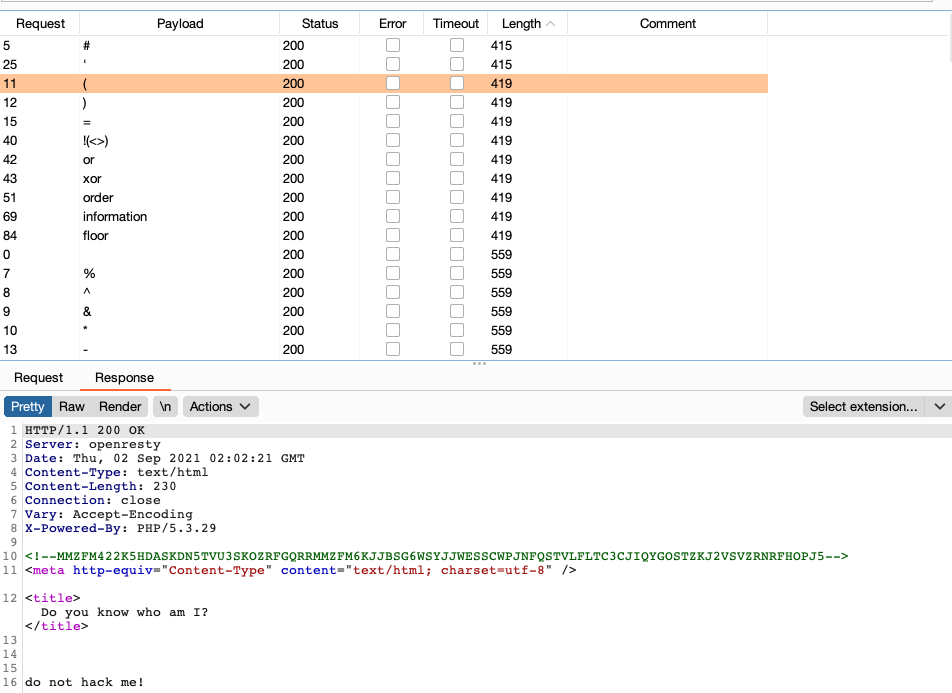 Request Payload Status Error Timeout Length Comment
5 # 200 415
25 ' 200 415
11 ( 200 419
12 ) 200 419
15 = 200 419
40 !(<>) 200 419
42 or 200 419
43 xor 200 419
51 order 200 419
69 information 200 419
84 floor 200 419
0 200 559
7 % 200 559
8 ^ 200 559
9 & 200 559
10 * 200 559
13 - 200 559
Request Response
Pretty Raw Render \n Actions Select extension...
1 HTTP/1.1 200 OK
2 Server: openresty
3 Date: Thu, 02 Sep 2021 02:02:21 GMT
4 Content-Type: text/html
5 Content-Length: 230
6 Connection: close
7 Vary: Accept-Encoding
8 X-Powered-By: PHP/5.3.29
9
10 <!--MMZFM422K5HDASKDN5TVU3SKOZRFGQRRMMZFM6KJJBSG6WSYJJWESSCWPJNFQSTVLFLTC3CJIQYGOSTZKJ2VSVZRNRFHOPJ5-->
11 <meta http-equiv="Content-Type" content="text/html; charset=utf-8" />
12 <title>
Do you know who am I?
</title>
13
14
15
16 do not hack me!